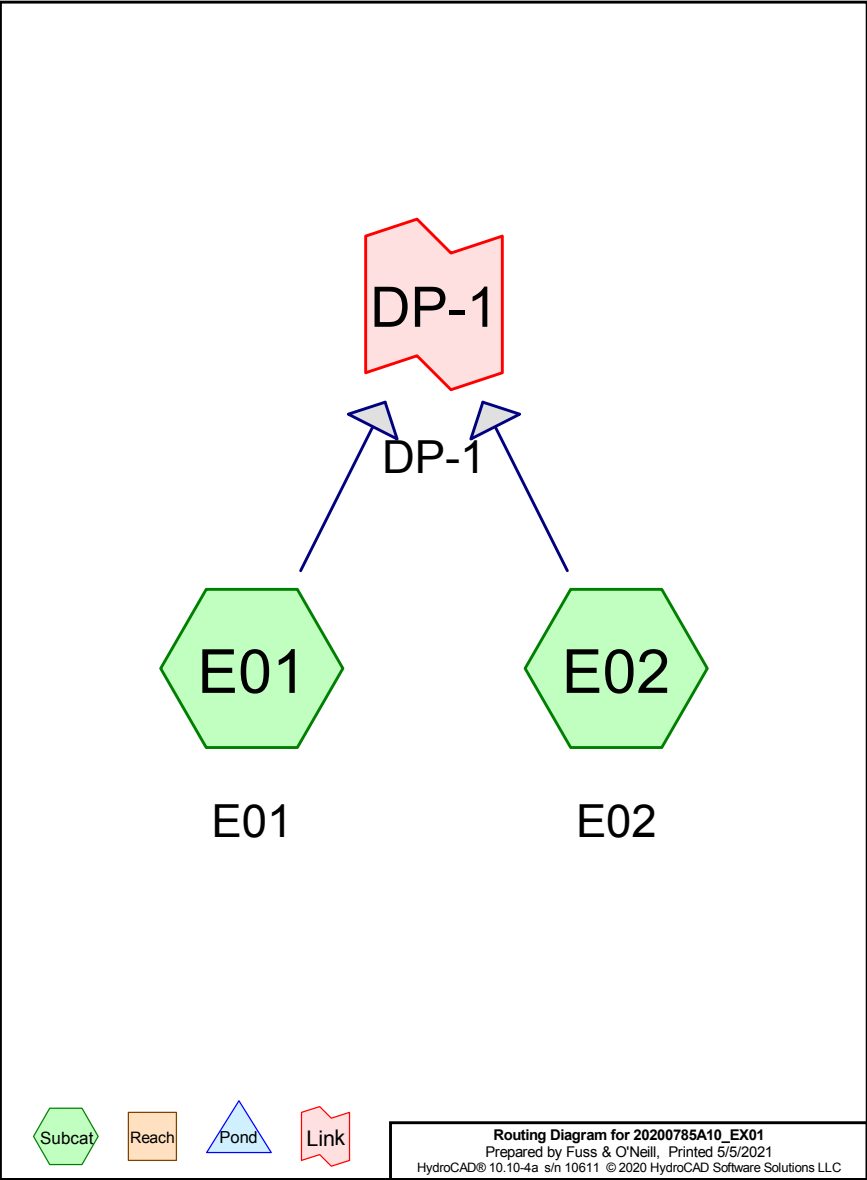 DP-1
DP-1
E01
E02
E01
E02
Subcat
Reach
Pond
Link
Routing Diagram for 20200785A10_EX01
Prepared by Fuss & O'Neill, Printed 5/5/2021
HydroCAD® 10.10-4a s/n 10611 © 2020 HydroCAD Software Solutions LLC